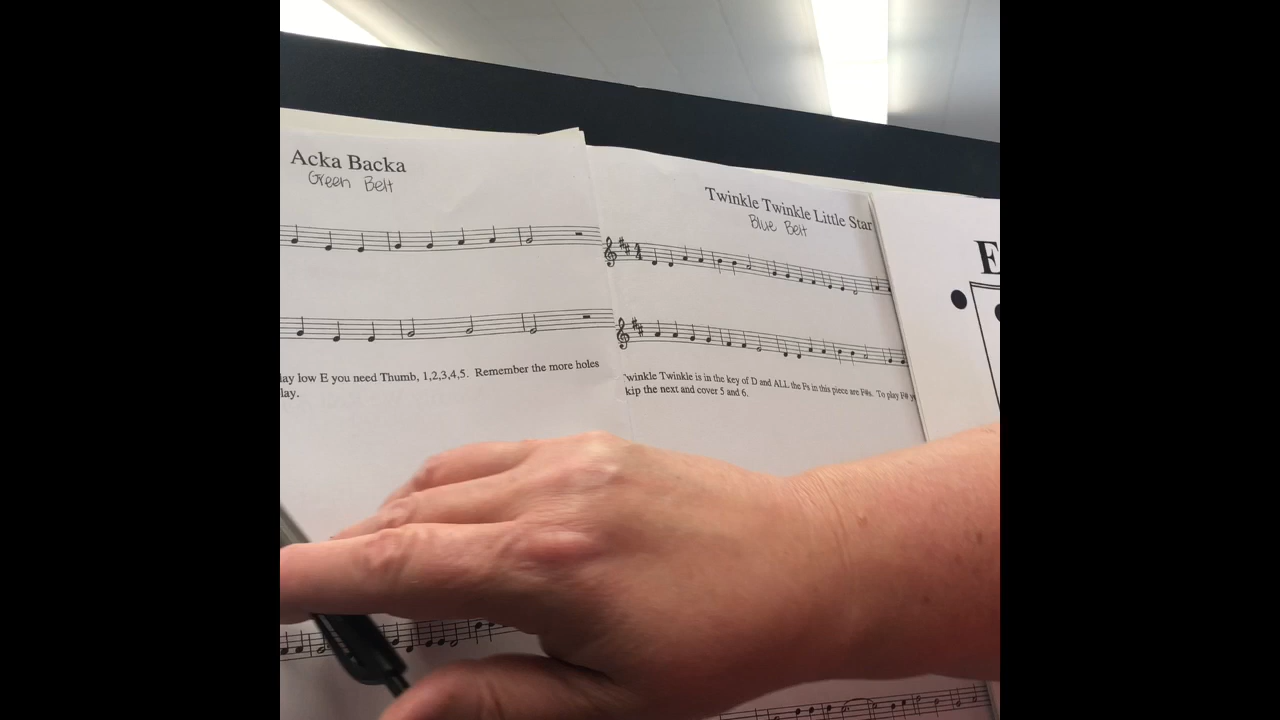 Acka Backa
Green Belt
lay low E you need Thumb, 1,2,3,4,5. Remember the more holes
lay.
Twinkle Twinkle Little Star
Blue Belt
winkle Twinkle is in the key of D and ALL the Fs in this piece are F#s. To play F# y
kip the next and cover 5 and 6.
E